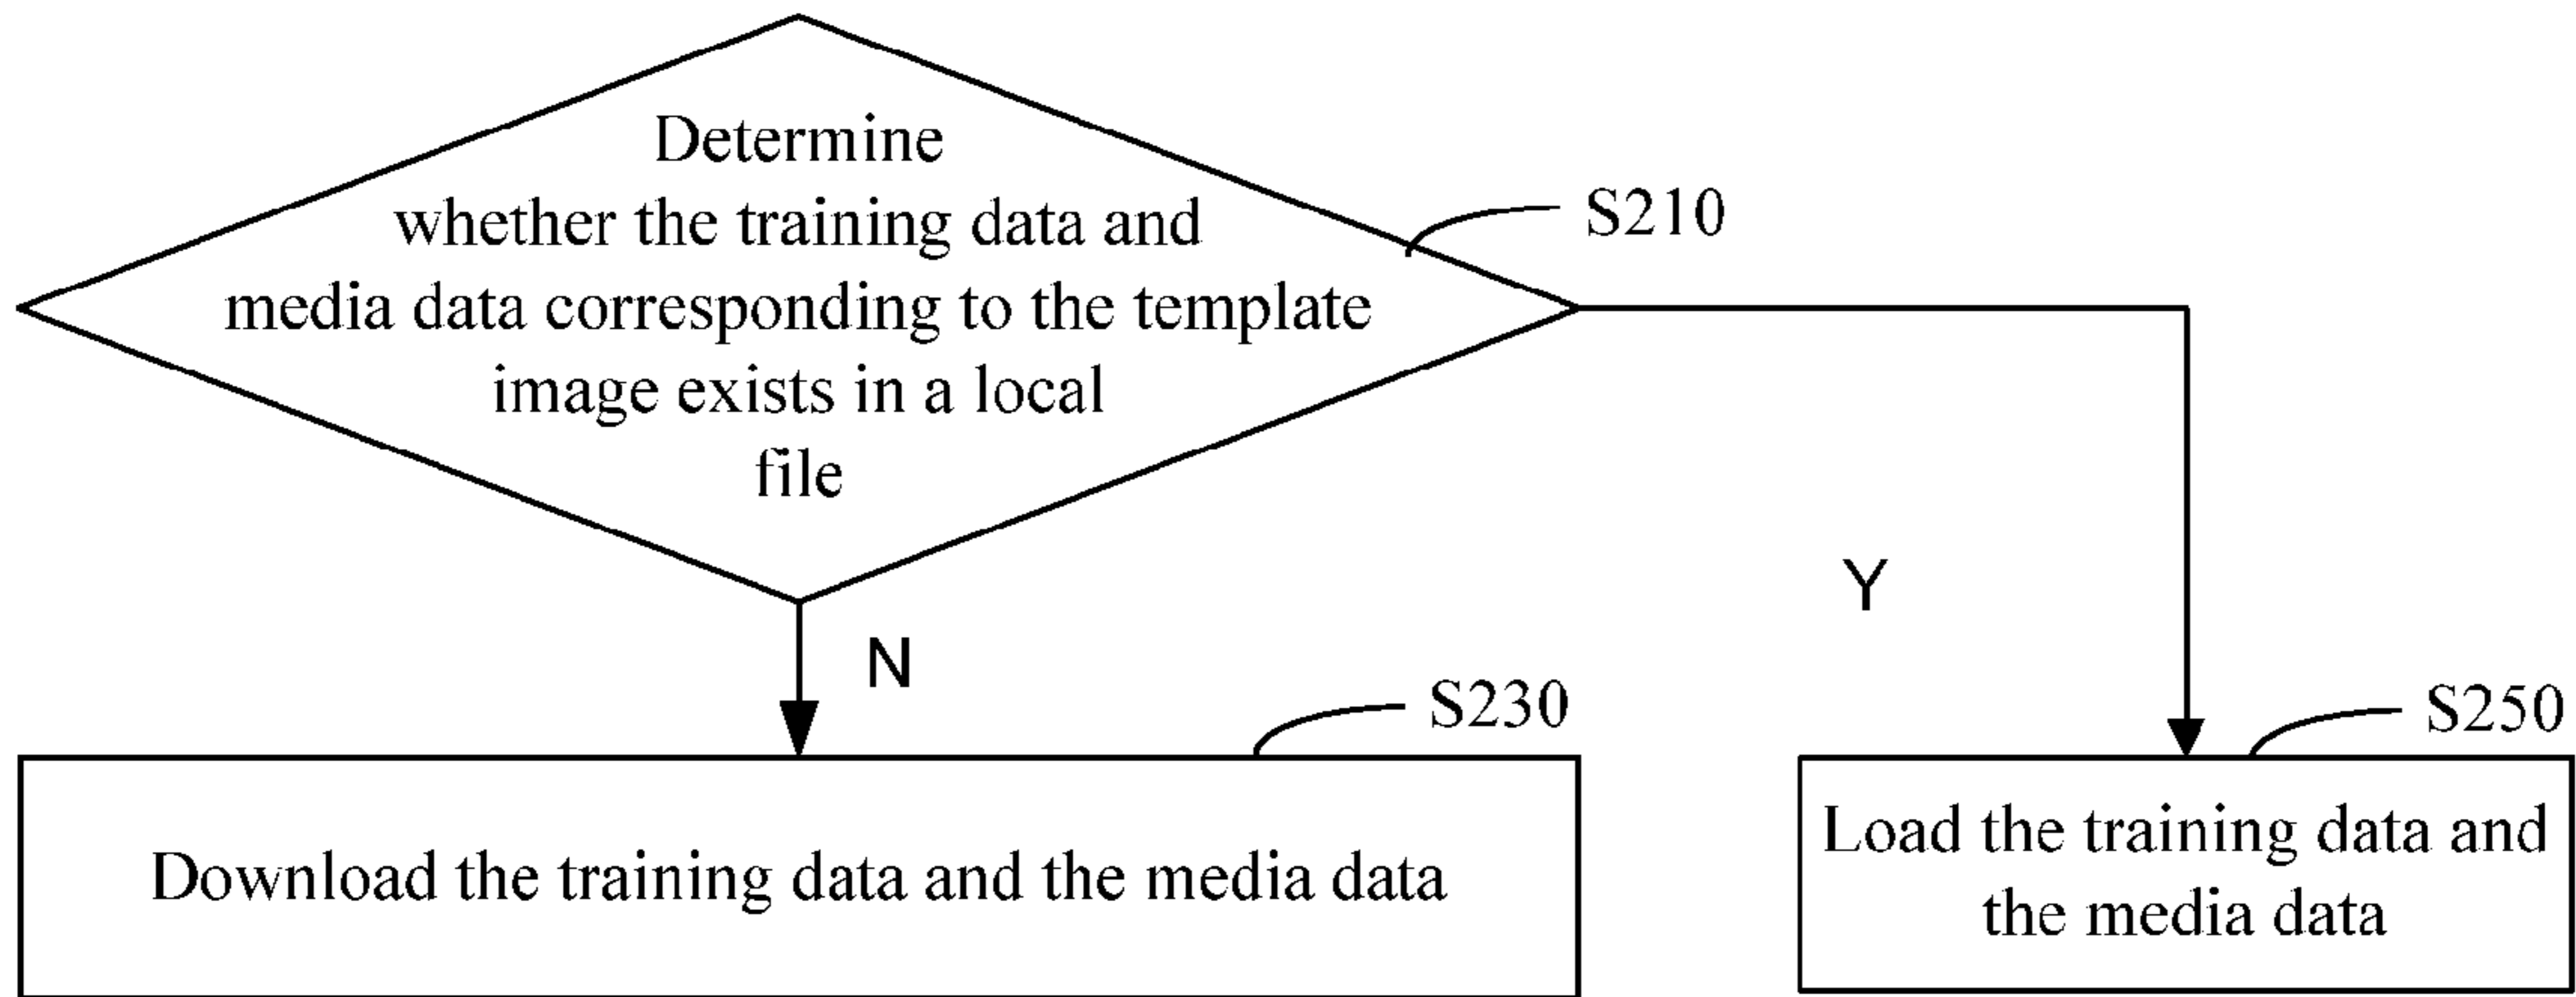 Determine
whether the training data and
media data corresponding to the template
image exists in a local
file
S210
Y
N
S230
S250
Download the training data and the media data
Load the training data and
the media data